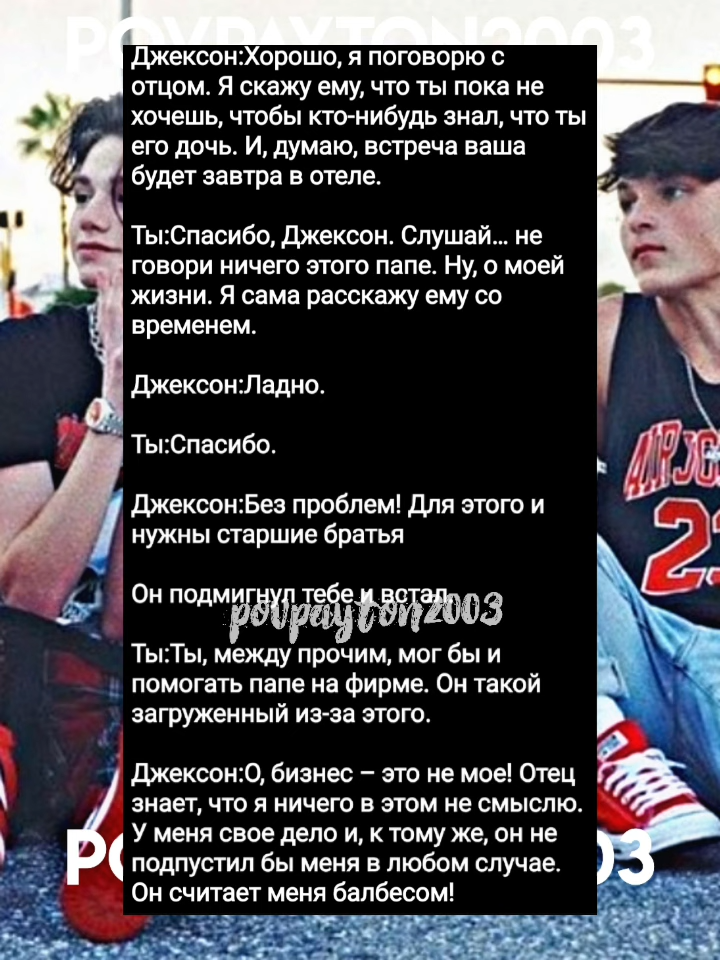 POVPAYTON2003
Джексон:Хорошо, я поговорю с
отцом. Я скажу ему, что ты пока не
хочешь, чтобы кто-нибудь знал, что ты
его дочь. И, думаю, встреча ваша
будет завтра в отеле.
Ты:Спасибо, Джексон. Слушай... не
говори ничего этого папе. Ну, о моей
жизни. Я сама расскажу ему со
временем.
Джексон:Ладно.
Ты:Спасибо.
Джексон:Без проблем! Для этого и
нужны старшие братья
Он подмигнул тебе и встал.
povpayton2003
Ты:Ты, между прочим, мог бы и
помогать папе на фирме. Он такой
загруженный из-за этого.
Джексон:О, бизнес – это не мое! Отец
знает, что я ничего в этом не смыслю.
У меня свое дело и, к тому же, он не
подпустил бы меня в любом случае.
Он считает меня балбесом!